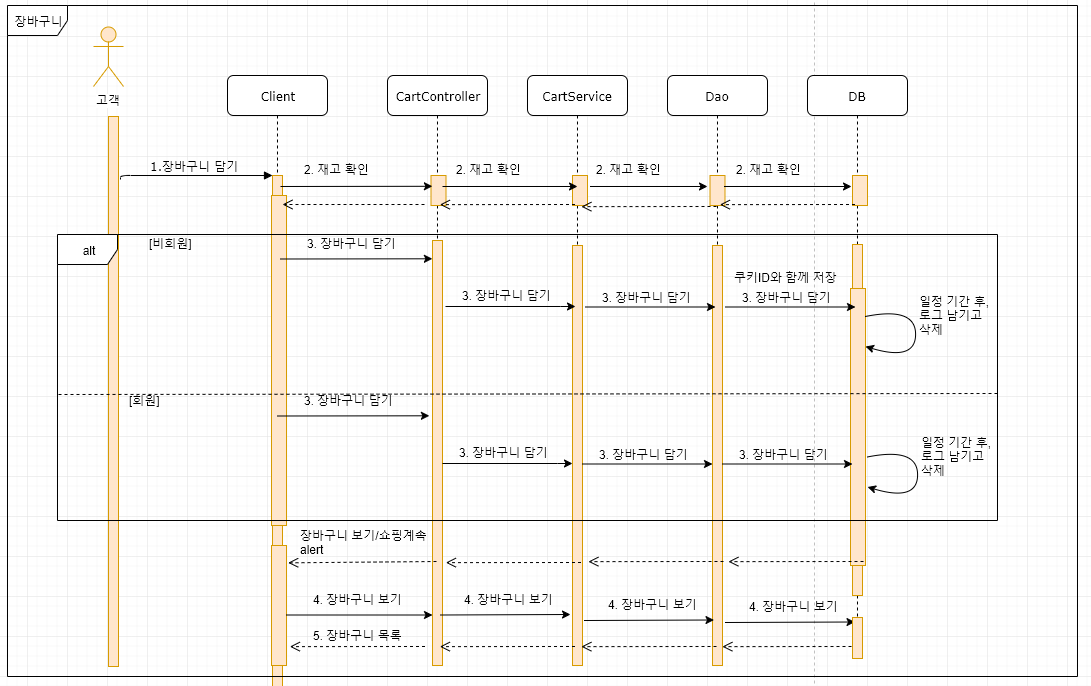 장바구니
고객
Client
CartController
CartService
Dao
DB
1.장바구니 담기
2. 재고 확인
2. 재고 확인
2. 재고 확인
2. 재고 확인
alt
[비회원]
3. 장바구니 담기
쿠키ID와 함께 저장
3. 장바구니 담기
3. 장바구니 담기
3. 장바구니 담기
일정 기간 후,
로그 남기고
삭제
[회원]
3. 장바구니 담기
3. 장바구니 담기
3. 장바구니 담기
3. 장바구니 담기
일정 기간 후,
로그 남기고
삭제
장바구니 보기/쇼핑계속
alert
4. 장바구니 보기
4. 장바구니 보기
4. 장바구니 보기
4. 장바구니 보기
5. 장바구니 목록